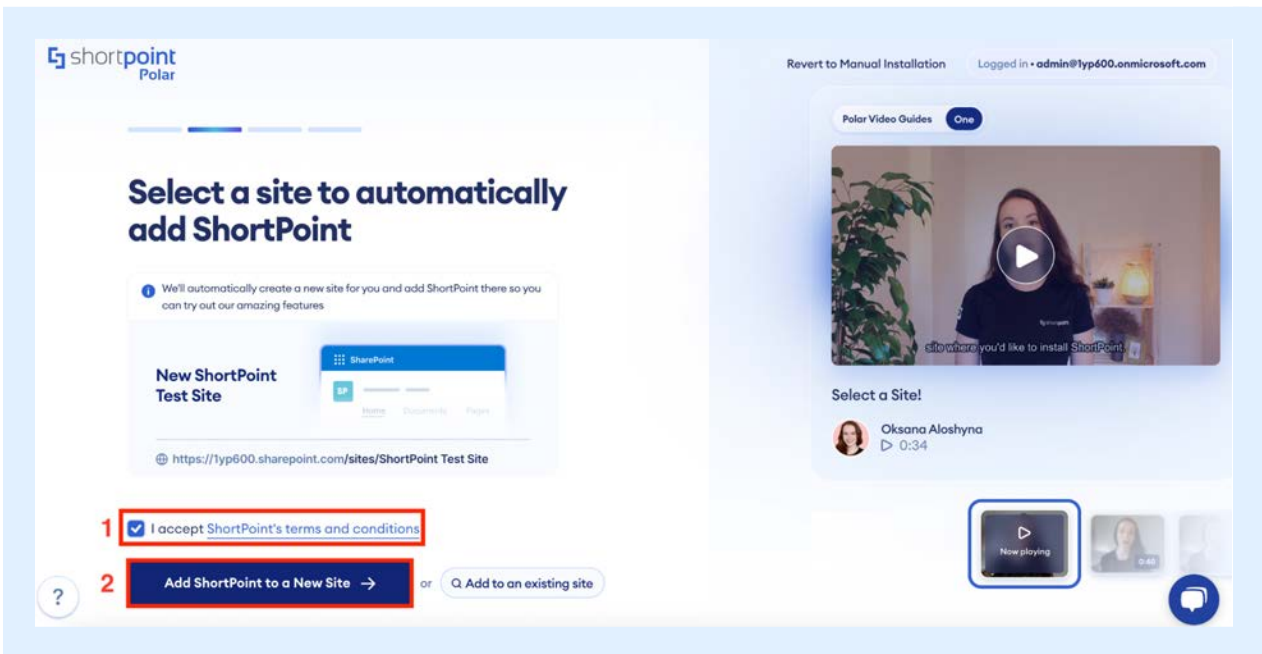 shortpoint
Polar
Revert to Manual Installation
Logged in • admin@1yp600.onmicrosoft.com
Select a site to automatically
add ShortPoint
We'll automatically create a new site for you and add ShortPoint there so you
can try out our amazing features
New ShortPoint
Test Site
SharePoint
SP
Home Documents Pages
https://1yp600.sharepoint.com/sites/ShortPoint Test Site
1 I accept ShortPoint's terms and conditions
2 Add ShortPoint to a New Site → or Add to an existing site
?
Polar Video Guides One
shortpoint
site where you'd like to install ShortPoint.
Select a Site!
Oksana Aloshyna
0:34
Now playing
0:40